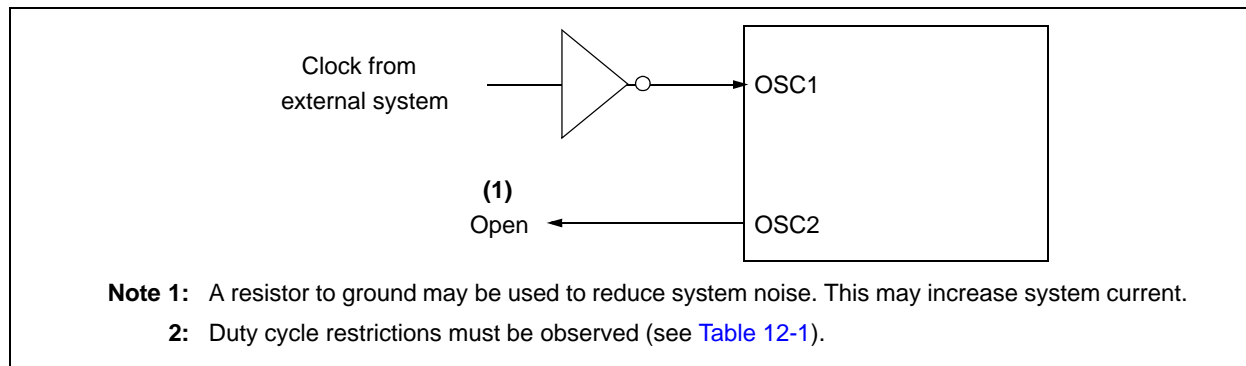 Clock from
external system
OSC1
(1)
Open
OSC2
Note 1: A resistor to ground may be used to reduce system noise. This may increase system current.
2: Duty cycle restrictions must be observed (see Table 12-1).